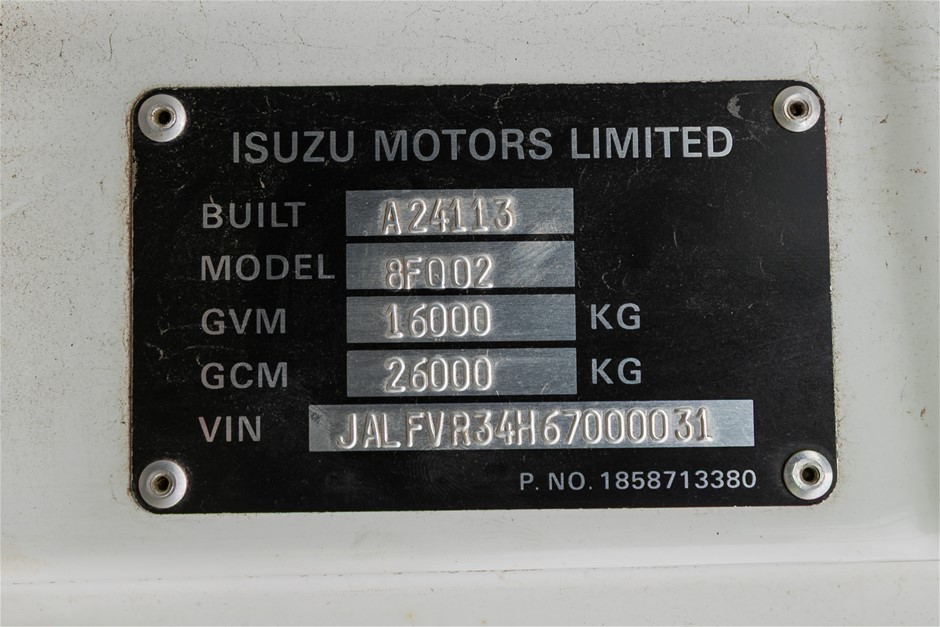 ISUZU MOTORS LIMITED
BUILT A24113
MODEL 8FQ02
GVM 16000 KG
GCM 26000 KG
VIN JALFVR34H67000031
P. NO. 1858713380